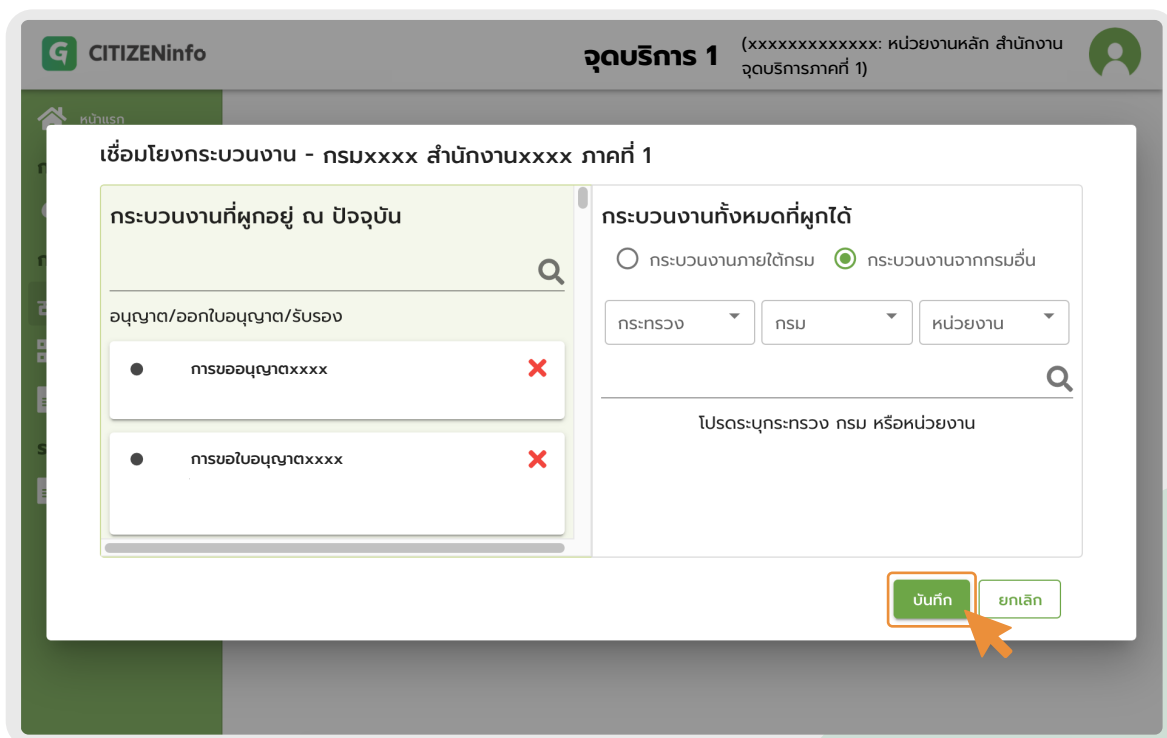 CITIZENinfo
จุดบริการ 1
(xxxxxxxxxxxxx: หน่วยงานหลัก สำนักงาน
จุดบริการภาคที่ 1)
หน้าแรก
เชื่อมโยงกระบวนงาน - กรมxxxx สำนักงานxxxx ภาคที่ 1
กระบวนงานที่ผูกอยู่ ณ ปัจจุบัน
อนุญาต/ออกใบอนุญาต/รับรอง
การขออนุญาตxxxx
การขอใบอนุญาตxxxx
กระบวนงานทั้งหมดที่ผูกได้
กระบวนงานภายใต้กรม กระบวนงานจากกรมอื่น
กระทรวง กรม หน่วยงาน
โปรดระบุกระทรวง กรม หรือหน่วยงาน
บันทึก ยกเลิก